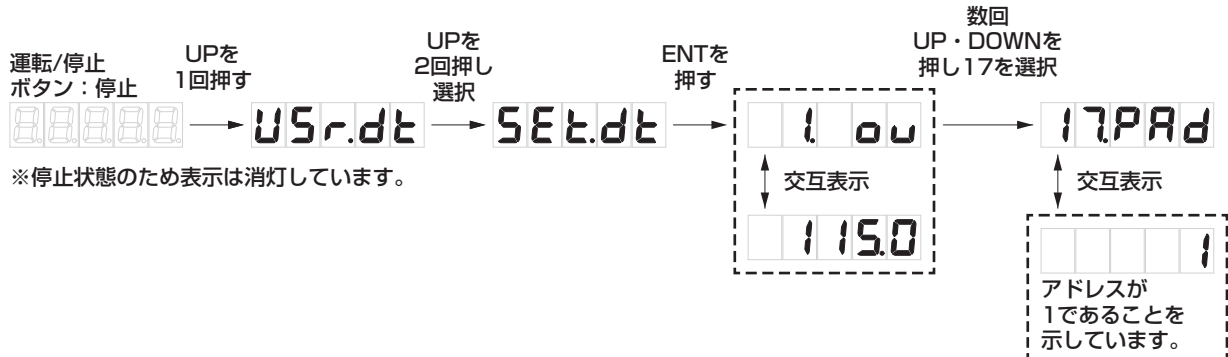 運転/停止
ボタン：停止
8.8.8.8.8.
※停止状態のため表示は消灯しています。
UPを
1回押す
USr.dt
UPを
2回押し
選択
SEt.dt
ENTを
押す
1. ou
交互表示
115.0
数回
UP・DOWNを
押し17を選択
17.PAd
交互表示
1
アドレスが
1であることを
示しています。